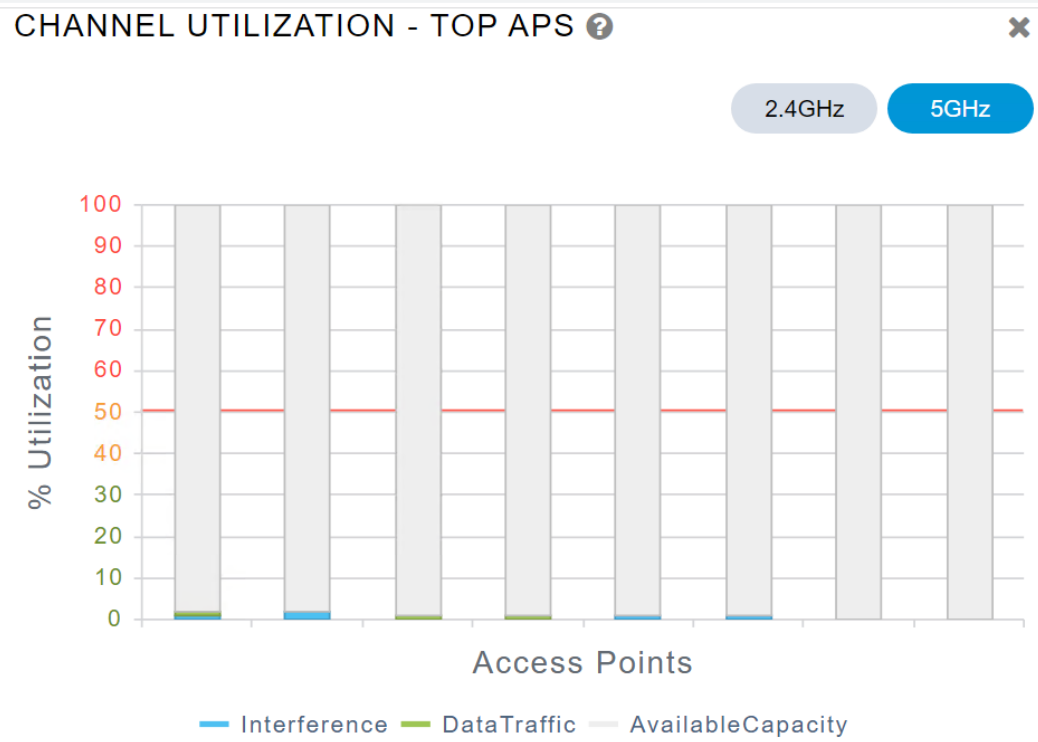 CHANNEL UTILIZATION - TOP APS ?
2.4GHz 5GHz
100
90
80
70
60
50
40
30
20
10
0
% Utilization
Access Points
Interference DataTraffic AvailableCapacity